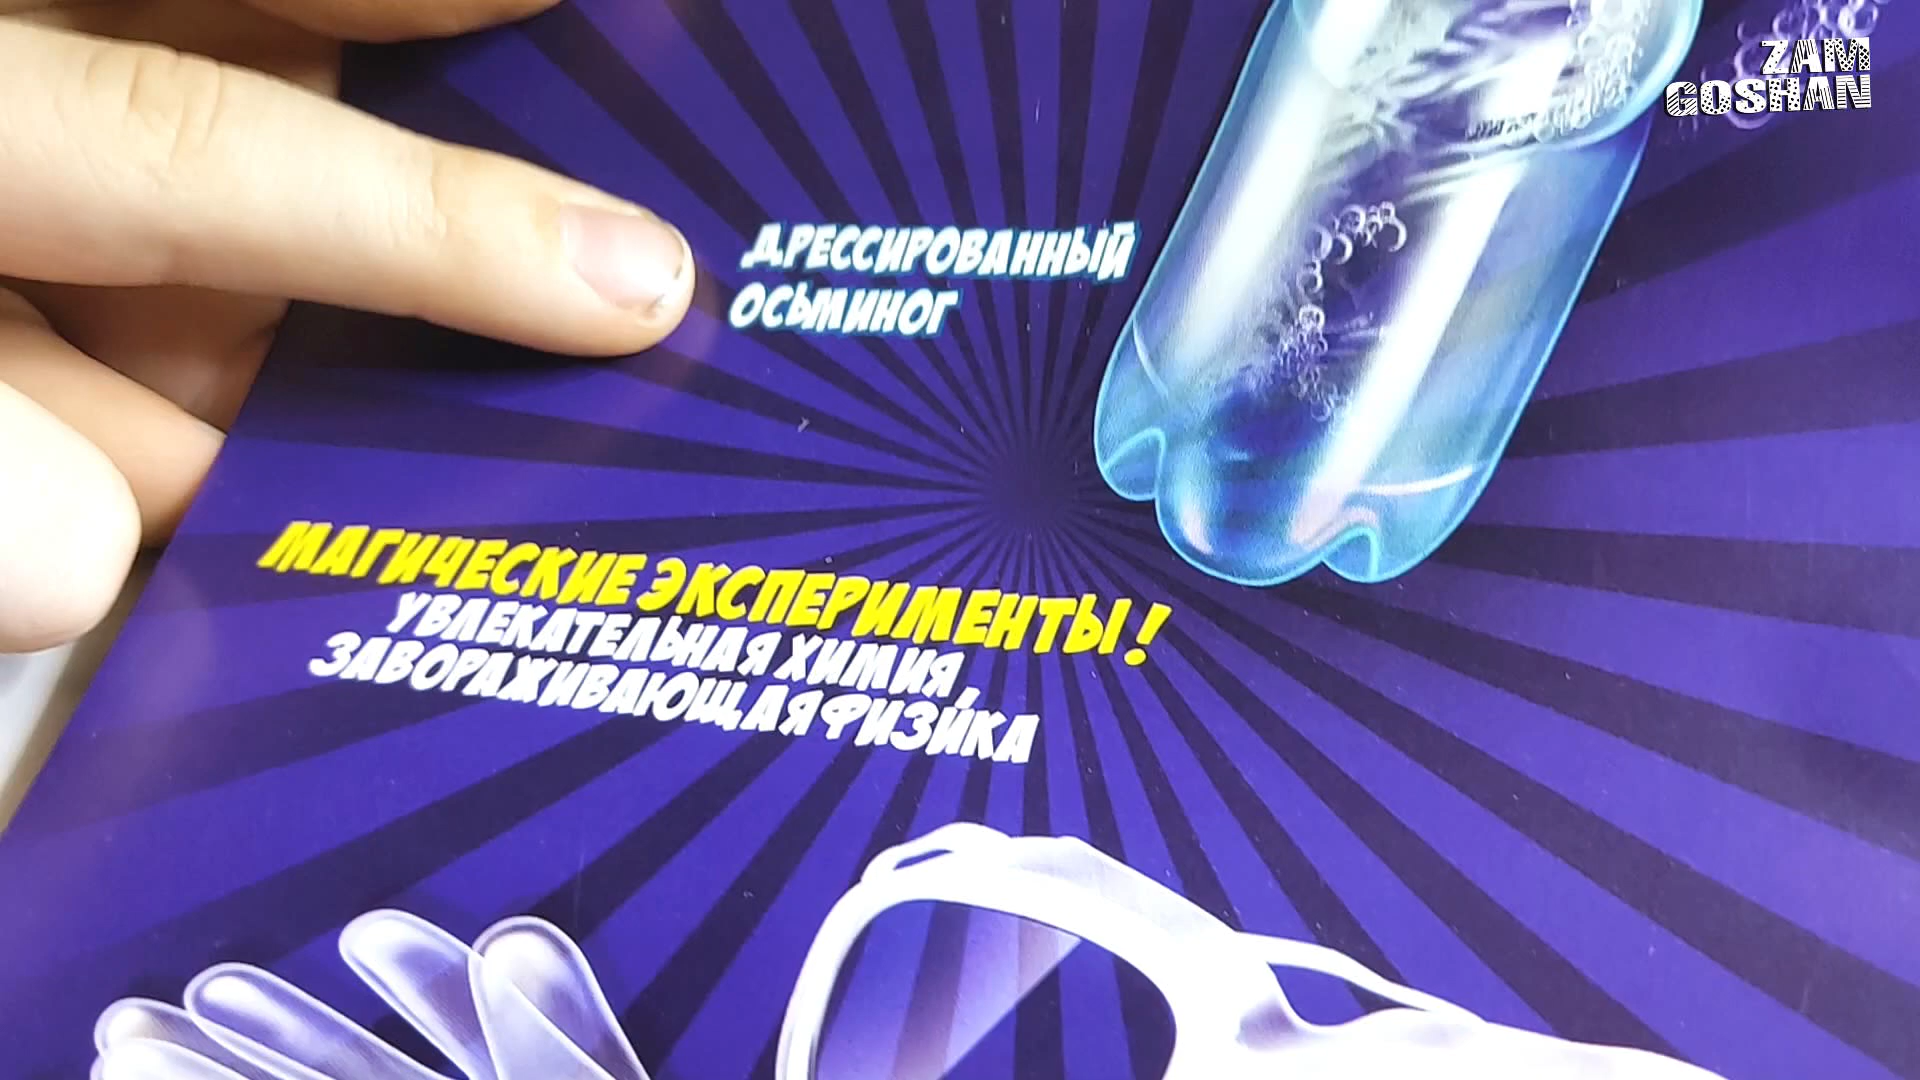 ZAM
GOSHAN
ДРЕССИРОВАННЫЙ
ОСЬМИНОГ
МАГИЧЕСКИЕ ЭКСПЕРИМЕНТЫ!
УВЛЕКАТЕЛЬНАЯ ХИМИЯ,
ЗАВОРАЖИВАЮЩАЯ ФИЗИКА